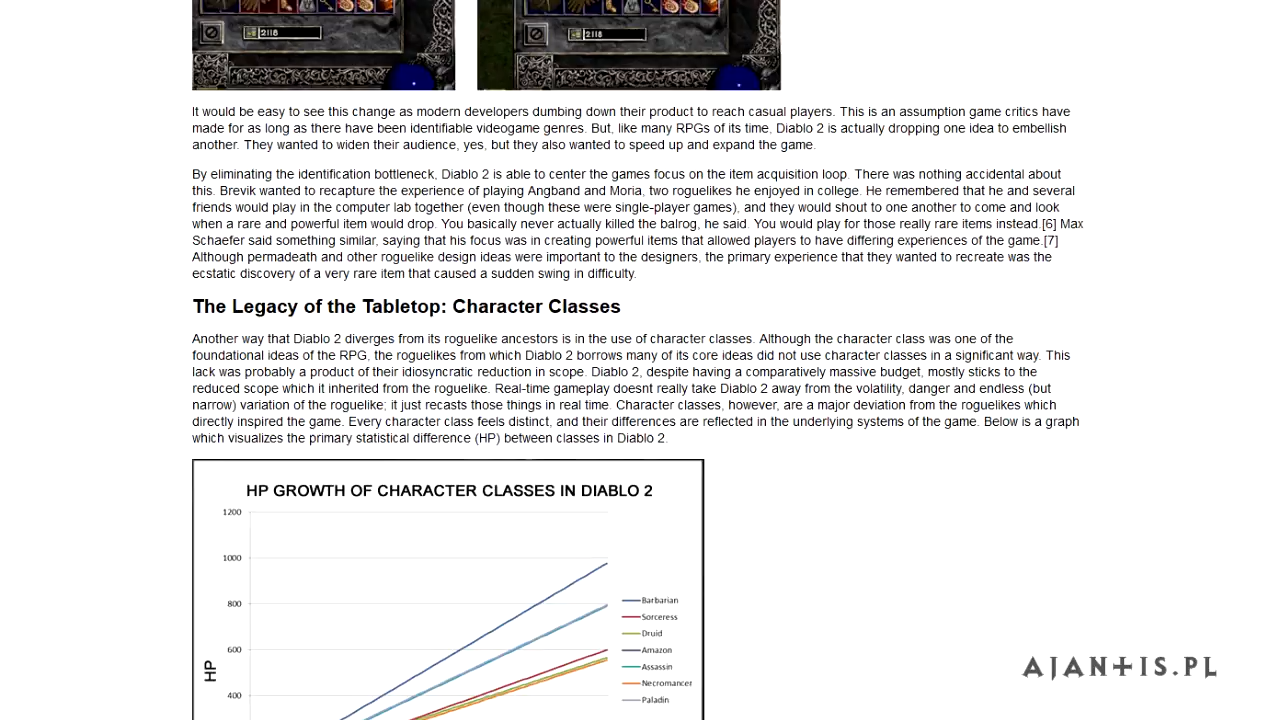 2118
2118
It would be easy to see this change as modern developers dumbing down their product to reach casual players. This is an assumption game critics have
made for as long as there have been identifiable videogame genres. But, like many RPGs of its time, Diablo 2 is actually dropping one idea to embellish
another. They wanted to widen their audience, yes, but they also wanted to speed up and expand the game.
By eliminating the identification bottleneck, Diablo 2 is able to center the games focus on the item acquisition loop. There was nothing accidental about
this. Brevik wanted to recapture the experience of playing Angband and Moria, two roguelikes he enjoyed in college. He remembered that he and several
friends would play in the computer lab together (even though these were single-player games), and they would shout to one another to come and look
when a rare and powerful item would drop. You basically never actually killed the balrog, he said. You would play for those really rare items instead.[6] Max
Schaefer said something similar, saying that his focus was in creating powerful items that allowed players to have differing experiences of the game.[7]
Although permadeath and other roguelike design ideas were important to the designers, the primary experience that they wanted to recreate was the
ecstatic discovery of a very rare item that caused a sudden swing in difficulty.
The Legacy of the Tabletop: Character Classes
Another way that Diablo 2 diverges from its roguelike ancestors is in the use of character classes. Although the character class was one of the
foundational ideas of the RPG, the roguelikes from which Diablo 2 borrows many of its core ideas did not use character classes in a significant way. This
lack was probably a product of their idiosyncratic reduction in scope. Diablo 2, despite having a comparatively massive budget, mostly sticks to the
reduced scope which it inherited from the roguelike. Real-time gameplay doesnt really take Diablo 2 away from the volatility, danger and endless (but
narrow) variation of the roguelike; it just recasts those things in real time. Character classes, however, are a major deviation from the roguelikes which
directly inspired the game. Every character class feels distinct, and their differences are reflected in the underlying systems of the game. Below is a graph
which visualizes the primary statistical difference (HP) between classes in Diablo 2.
HP GROWTH OF CHARACTER CLASSES IN DIABLO 2
1200
1000
800
600
400
HP
Barbarian
Sorceress
Druid
Amazon
Assassin
Necromancer
Paladin
AJANTIS.PL